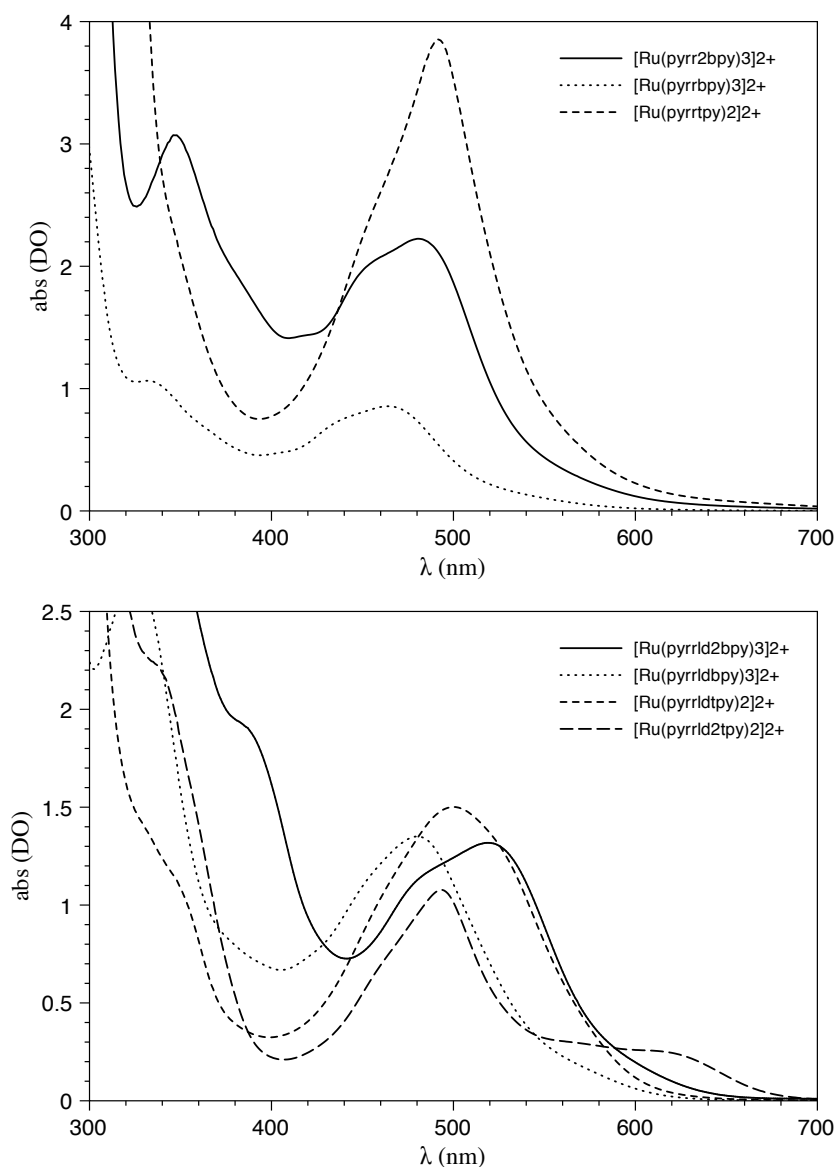 4
3
2
1
0
abs (DO)
300
400
500
600
700
λ (nm)
[Ru(pyrr2bpy)3]2+
[Ru(pyrrbpy)3]2+
[Ru(pyrrtpy)2]2+
2.5
2
1.5
1
0.5
0
abs (DO)
300
400
500
600
700
λ (nm)
[Ru(pyrrld2bpy)3]2+
[Ru(pyrrldbpy)3]2+
[Ru(pyrrldtpy)2]2+
[Ru(pyrrld2tpy)2]2+